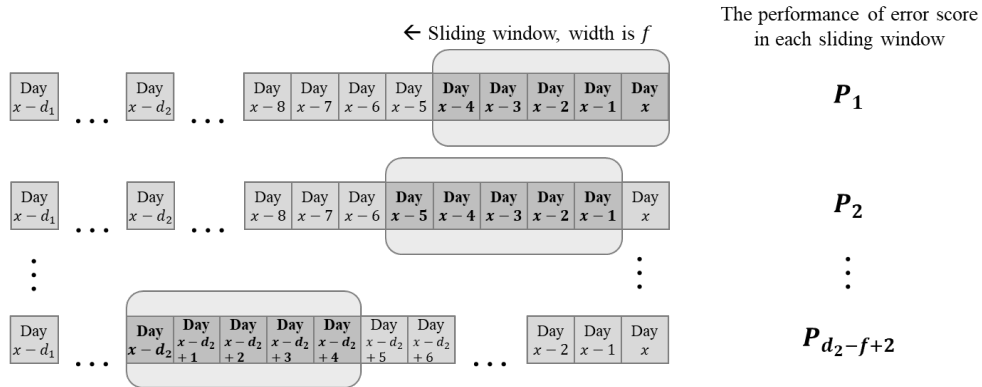 The performance of error score
in each sliding window
← Sliding window, width is f
Day Day Day Day Day Day Day Day Day Day Day
x − d₁ ... x − d₂ ... x − 8 x − 7 x − 6 x − 5 x − 4 x − 3 x − 2 x − 1 x
P₁
Day Day Day Day Day Day Day Day Day Day Day
x − d₁ ... x − d₂ ... x − 8 x − 7 x − 6 x − 5 x − 4 x − 3 x − 2 x − 1 x
P₂
⋮ ⋮ ⋮
Day Day Day Day Day Day Day Day Day Day Day
x − d₁ ... x − d₂ x − d₂ x − d₂ x − d₂ x − d₂ x − d₂ x − d₂ ... x − 2 x − 1 x
+ 1 + 2 + 3 + 4 + 5 + 6
P_{d₂−f+2}